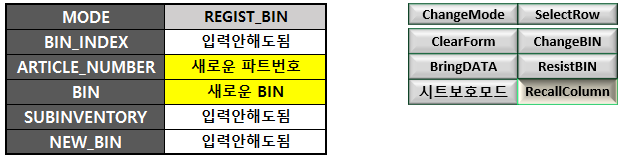 MODE REGIST_BIN
BIN_INDEX 입력안해도됨
ARTICLE_NUMBER 새로운 파트번호
BIN 새로운 BIN
SUBINVENTORY 입력안해도됨
NEW_BIN 입력안해도됨
ChangeMode SelectRow
ClearForm ChangeBIN
BringDATA ResistBIN
시트보호모드 RecallColumn